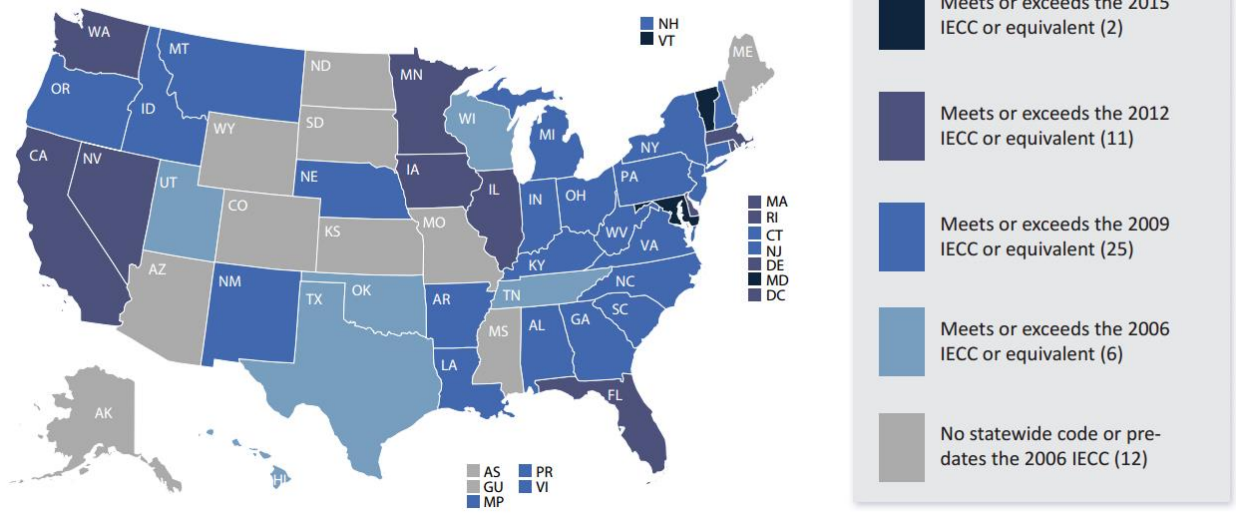 WA
MT
ND
MN
NH
VT
ME
OR
ID
WY
SD
WI
MI
NY
CA
NV
UT
CO
NE
IA
IL
IN
OH
PA
KS
MO
KY
WV
VA
AZ
NM
TX
OK
AR
TN
NC
SC
MS
AL
GA
LA
FL
AK
HI
MA
RI
CT
NJ
DE
MD
DC
AS
GU
MP
PR
VI
Meets or exceeds the 2015
IECC or equivalent (2)
Meets or exceeds the 2012
IECC or equivalent (11)
Meets or exceeds the 2009
IECC or equivalent (25)
Meets or exceeds the 2006
IECC or equivalent (6)
No statewide code or pre-
dates the 2006 IECC (12)